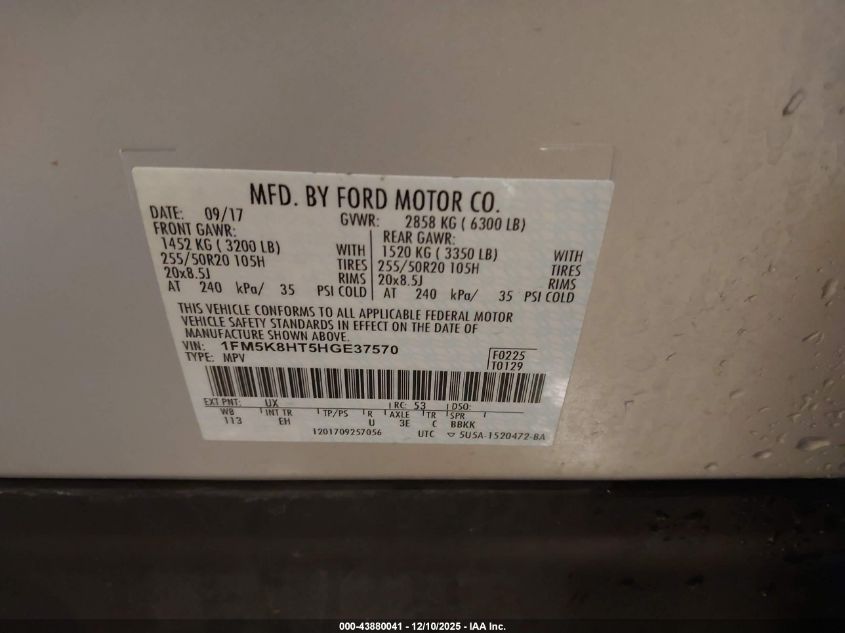 MFD. BY FORD MOTOR CO.
DATE: 09/17 GVWR: 2858 KG ( 6300 LB)
FRONT GAWR: REAR GAWR:
1452 KG ( 3200 LB) WITH 1520 KG ( 3350 LB) WITH
255/50R20 105H TIRES 255/50R20 105H TIRES
20x8.5J RIMS 20x8.5J RIMS
AT 240 kPa/ 35 PSI COLD AT 240 kPa/ 35 PSI COLD
THIS VEHICLE CONFORMS TO ALL APPLICABLE FEDERAL MOTOR
VEHICLE SAFETY STANDARDS IN EFFECT ON THE DATE OF
MANUFACTURE SHOWN ABOVE.
VIN: 1FM5K8HT5HGE37570 F0225
TYPE: MPV T0129
EXT PNT: UX RC: 53 DSO:
WB INT TR TP/PS R AXLE TR SPR
113 EH U 3E C BBKK
1201709257056 UTC ▽ 5U5A-1520472-BA
000-43880041 - 12/10/2025 - IAA Inc.